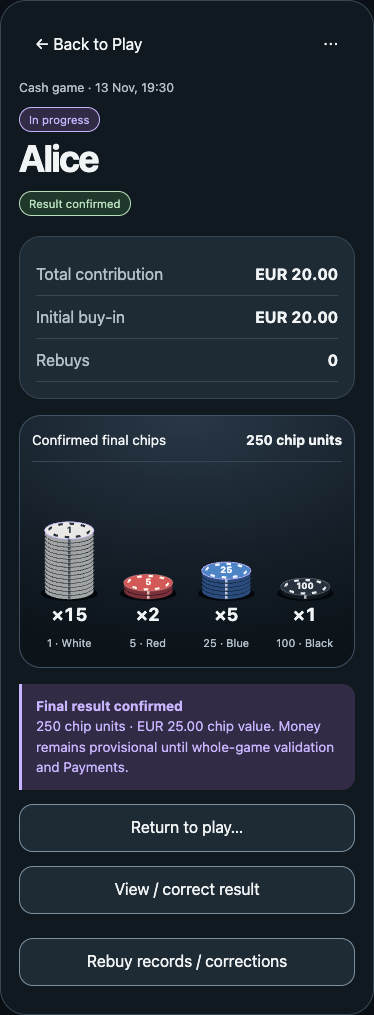 ← Back to Play
...
Cash game · 13 Nov, 19:30
In progress
Alice
Result confirmed
Total contribution EUR 20.00
Initial buy-in EUR 20.00
Rebuys 0
Confirmed final chips 250 chip units
1 5 25 100
×15 ×2 ×5 ×1
1 · White 5 · Red 25 · Blue 100 · Black
Final result confirmed
250 chip units · EUR 25.00 chip value. Money
remains provisional until whole-game validation
and Payments.
Return to play...
View / correct result
Rebuy records / corrections